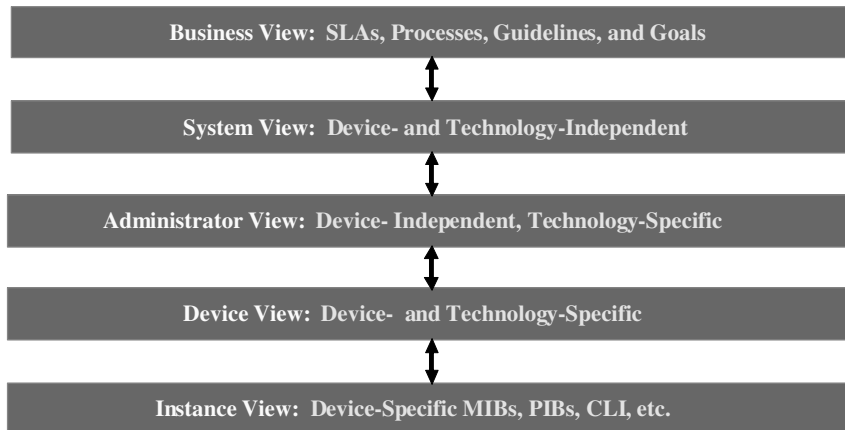 Business View: SLAs, Processes, Guidelines, and Goals
System View: Device- and Technology-Independent
Administrator View: Device- Independent, Technology-Specific
Device View: Device- and Technology-Specific
Instance View: Device-Specific MIBs, PIBs, CLI, etc.